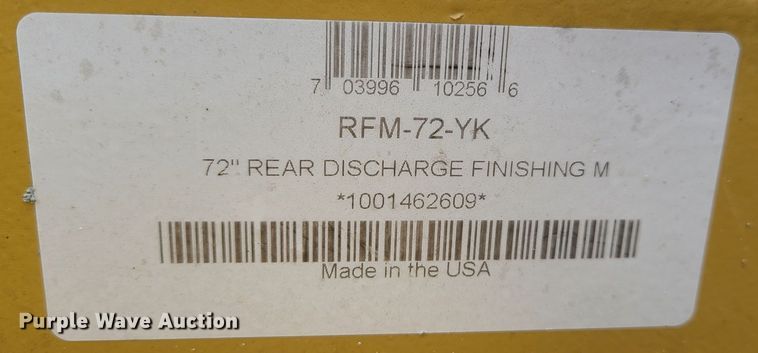 7 03996 10256 6
RFM-72-YK
72" REAR DISCHARGE FINISHING M
*1001462609*
Made in the USA
Purple Wave Auction